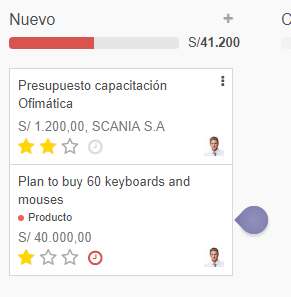 Nuevo
S/41.200
Presupuesto capacitación
Ofimática
S/ 1.200,00, SCANIA S.A
Plan to buy 60 keyboards and
mouses
Producto
S/ 40.000,00